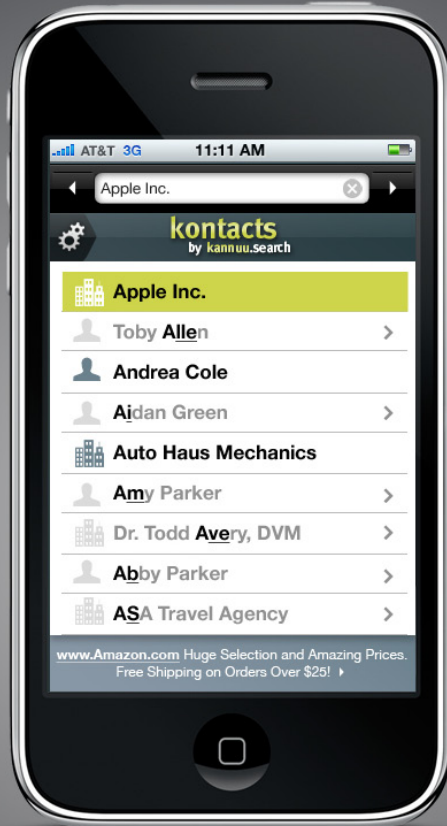 AT&T 3G 11:11 AM
Apple Inc.
kontacts
by kannuu.search
Apple Inc.
Toby Allen
Andrea Cole
Aidan Green
Auto Haus Mechanics
Amy Parker
Dr. Todd Avery, DVM
Abby Parker
ASA Travel Agency
www.Amazon.com Huge Selection and Amazing Prices.
Free Shipping on Orders Over $25!